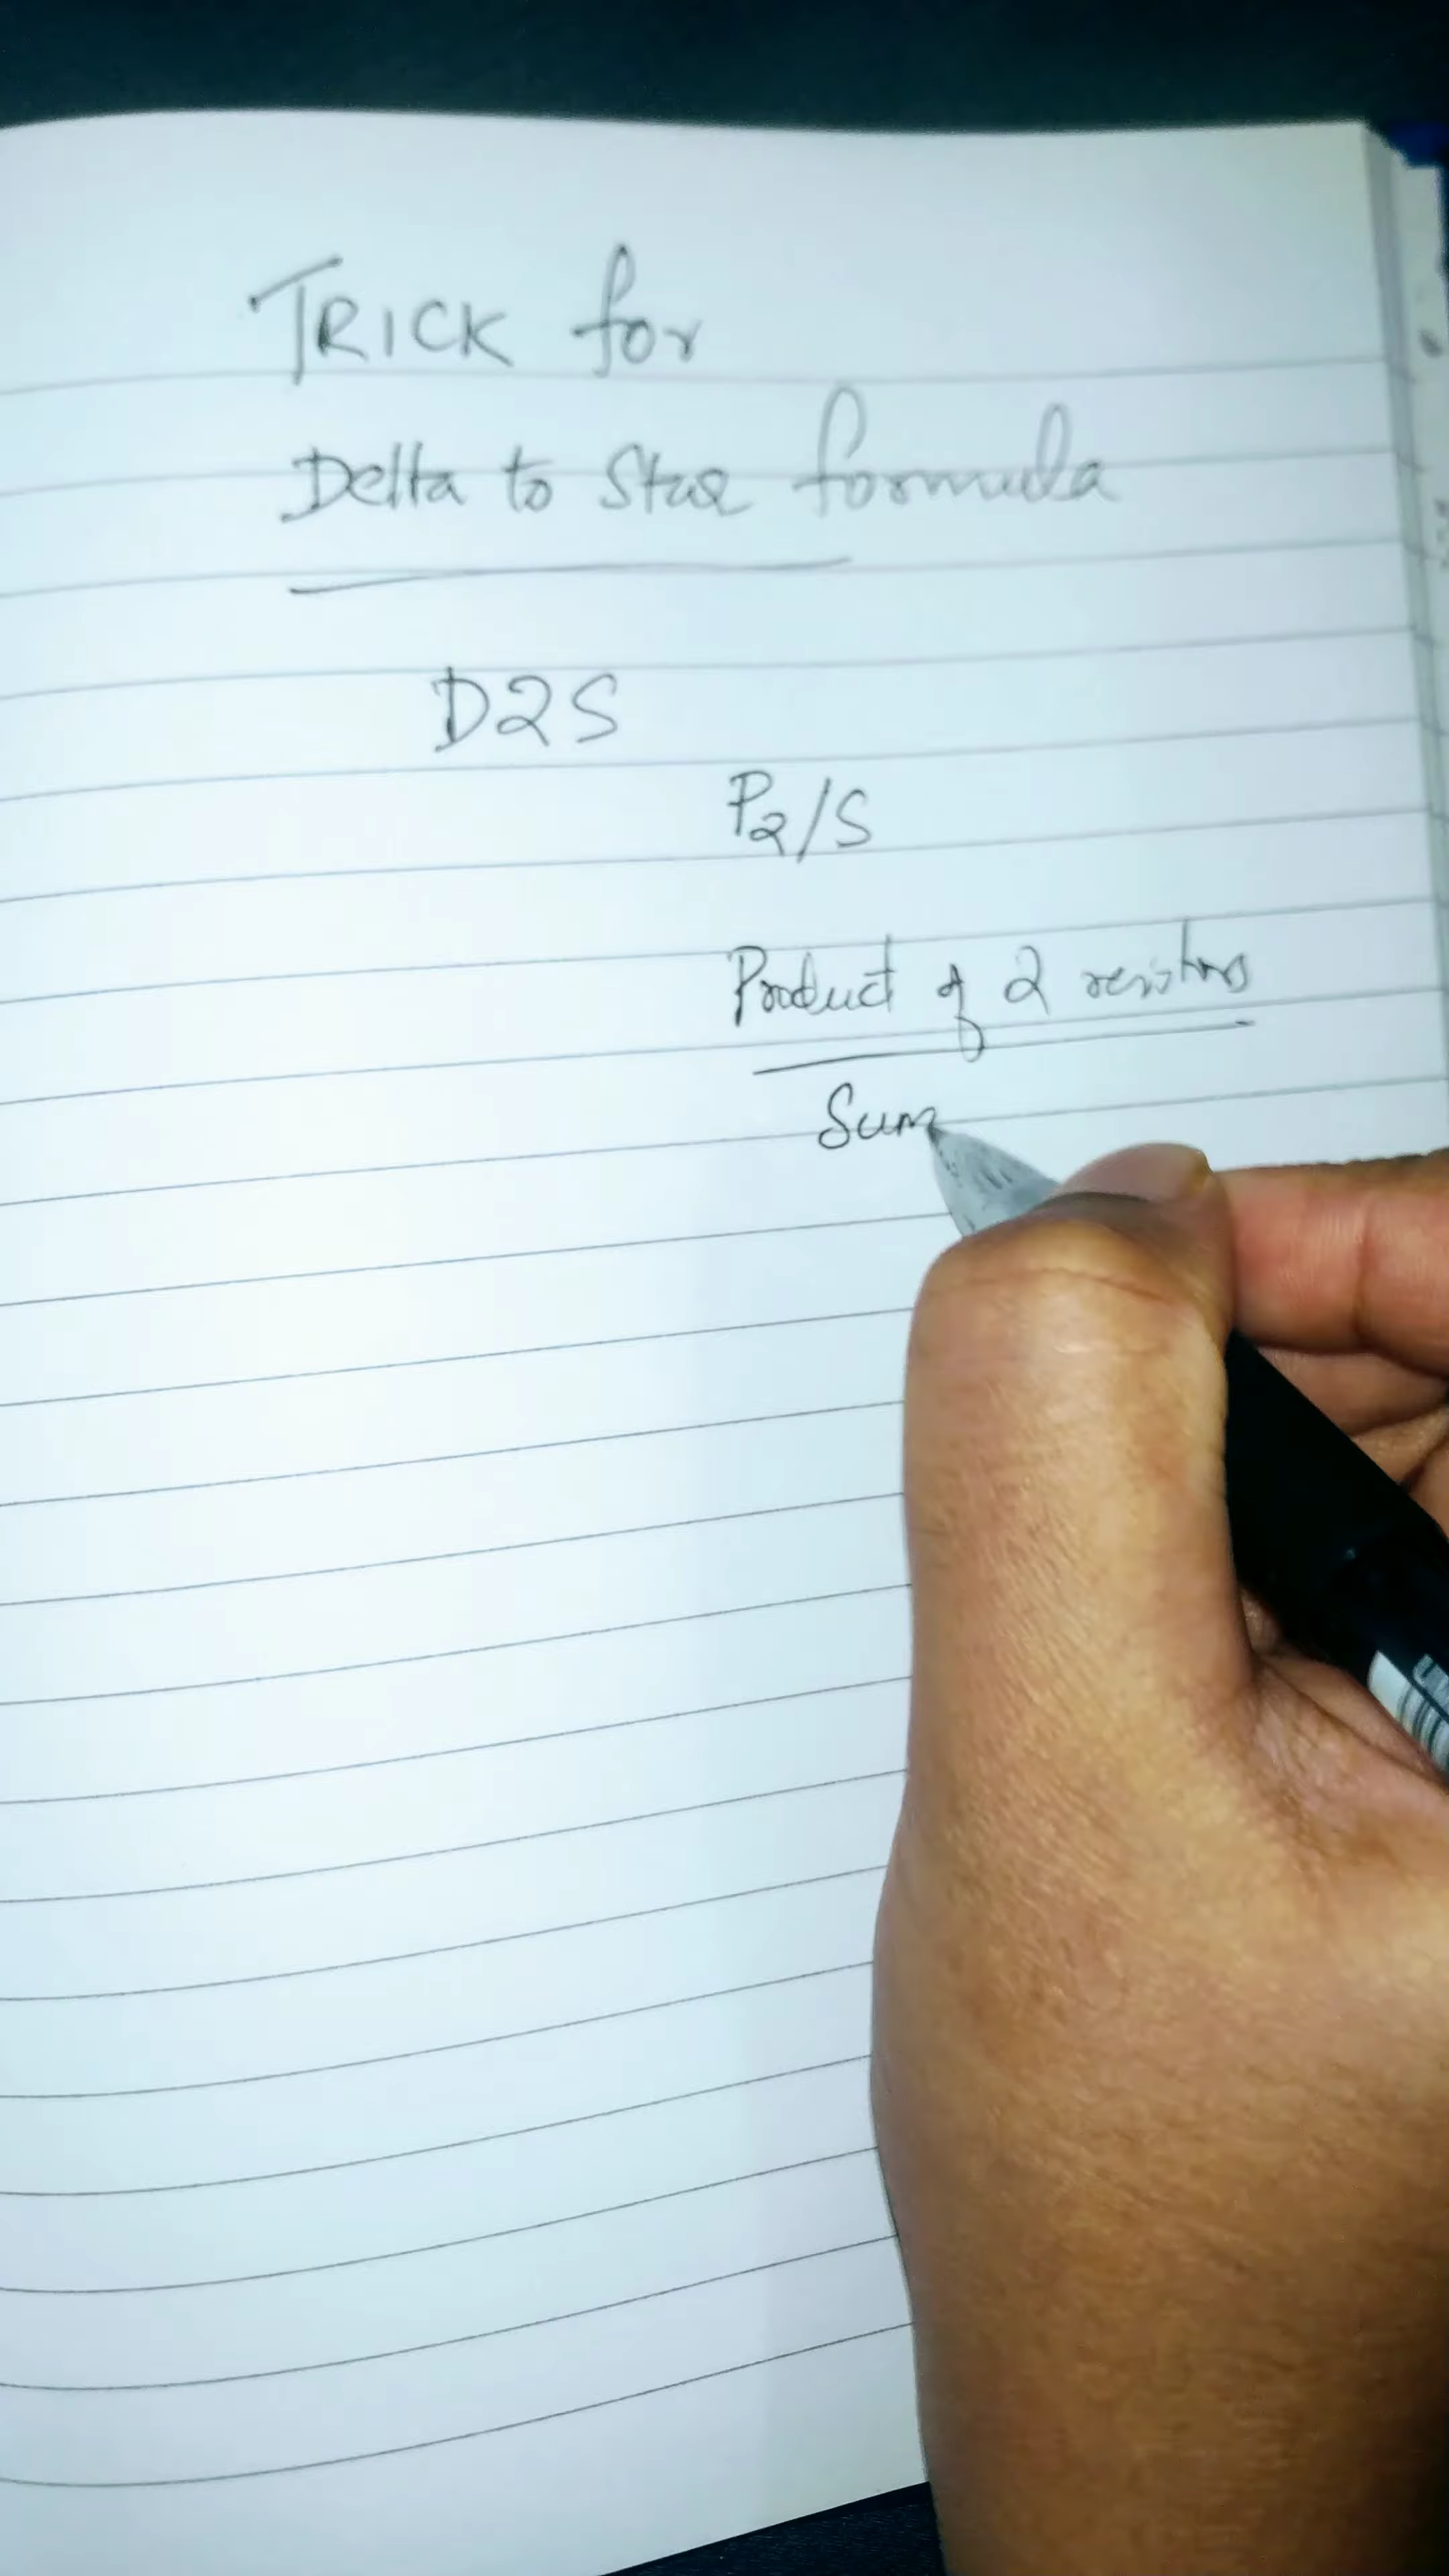 TRICK for
Delta to Star formula
D2S
P2/S
Product of 2 resistors
Sum